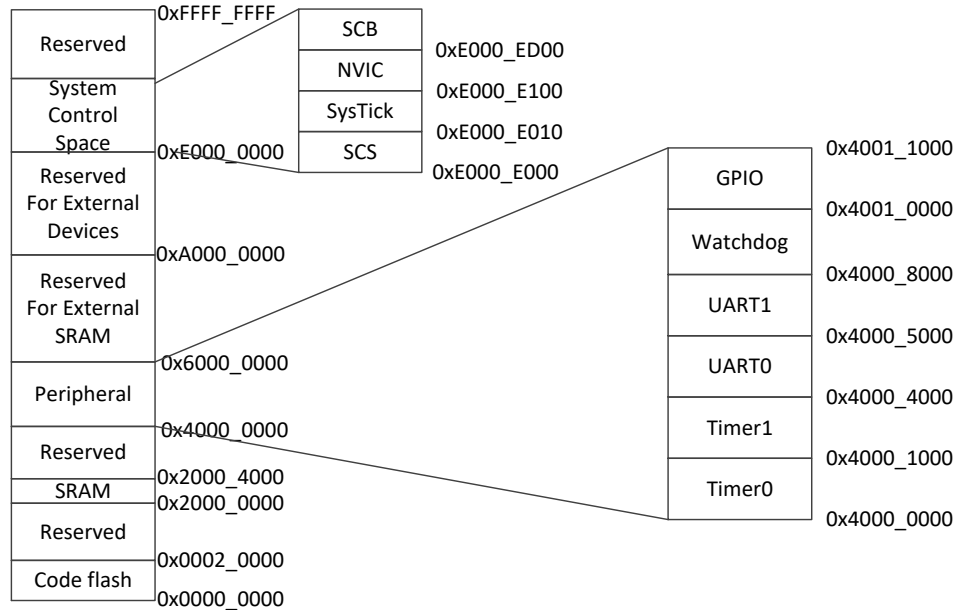 0xFFFF_FFFF
Reserved
System
Control
Space
0xE000_0000
Reserved
For External
Devices
0xA000_0000
Reserved
For External
SRAM
0x6000_0000
Peripheral
0x4000_0000
Reserved
0x2000_4000
SRAM
0x2000_0000
Reserved
0x0002_0000
Code flash
0x0000_0000
SCB
0xE000_ED00
NVIC
0xE000_E100
SysTick
0xE000_E010
SCS
0xE000_E000
0x4001_1000
GPIO
0x4001_0000
Watchdog
0x4000_8000
UART1
0x4000_5000
UART0
0x4000_4000
Timer1
0x4000_1000
Timer0
0x4000_0000